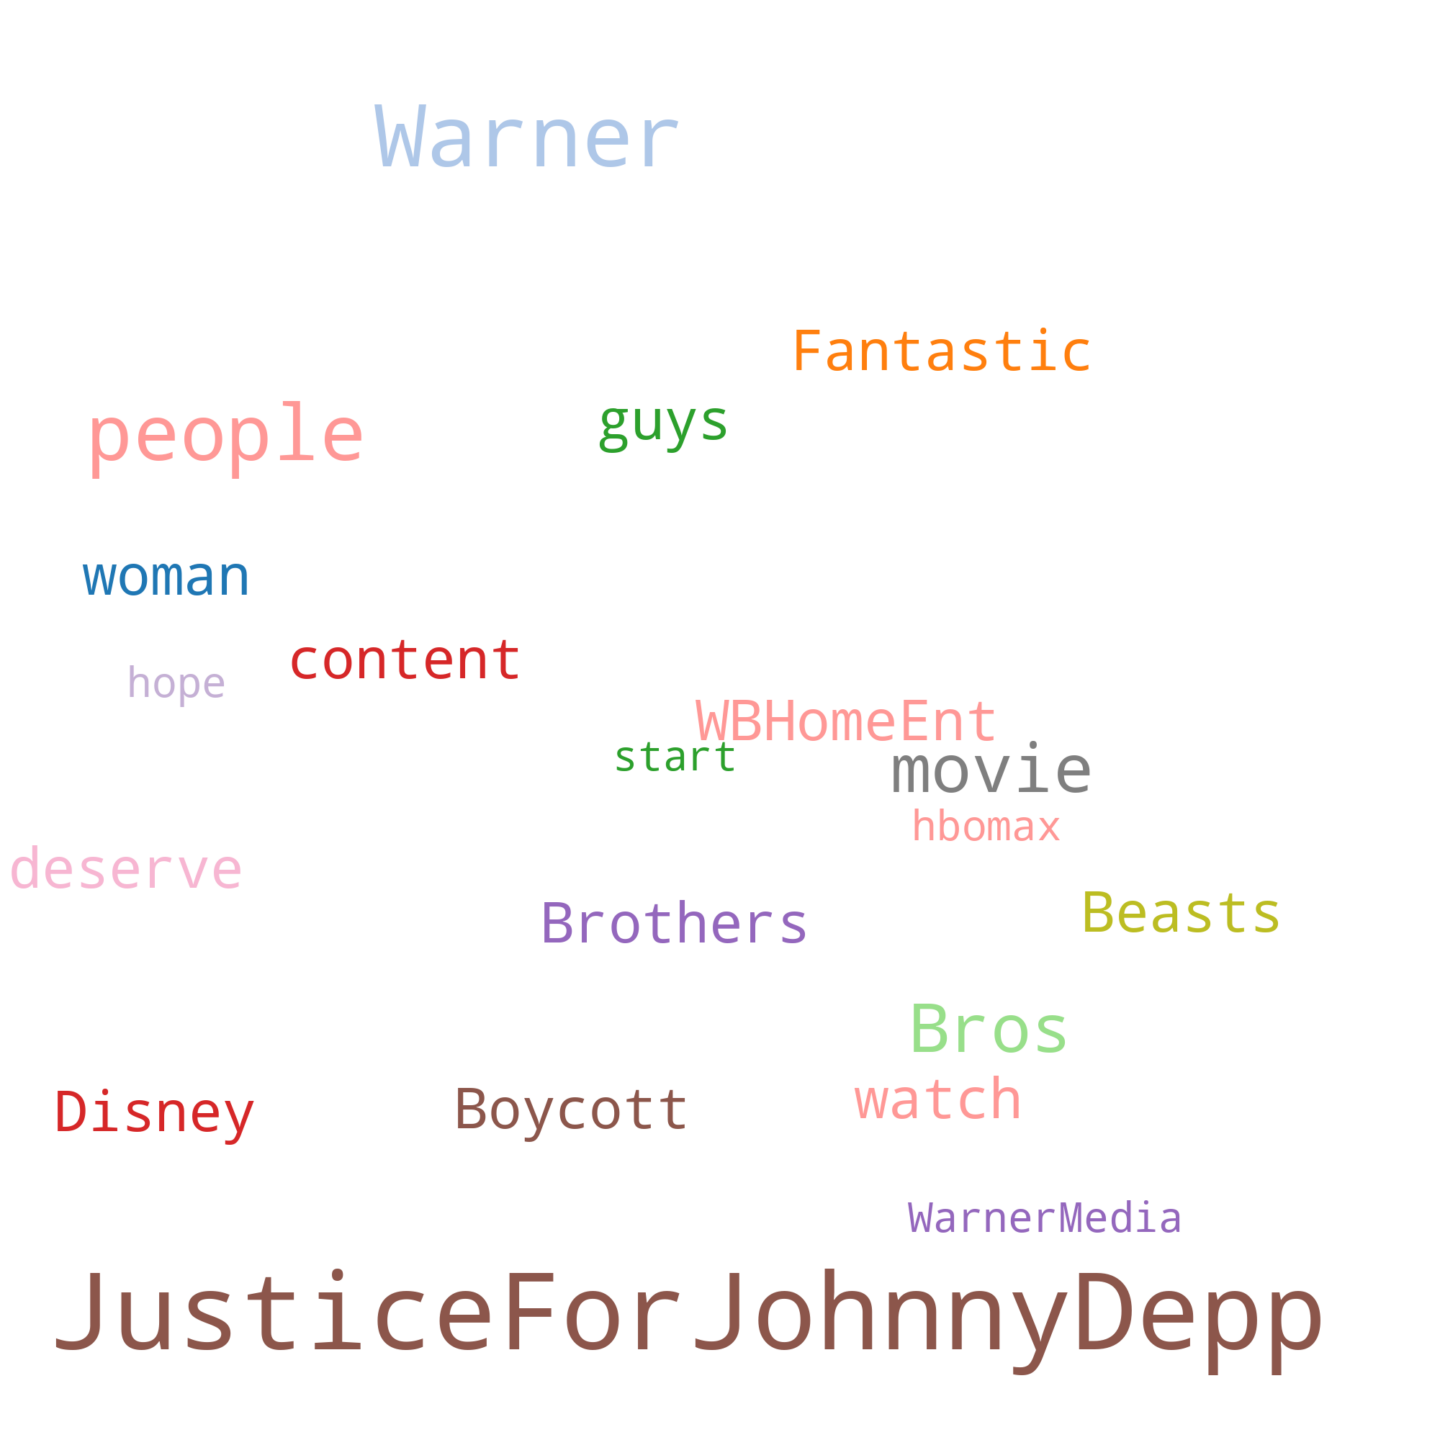 Warner
Fantastic
people
guys
woman
content
hope
WBHomeEnt
start
movie
hbomax
deserve
Brothers
Beasts
Bros
Disney
Boycott
watch
WarnerMedia
JusticeForJohnnyDepp